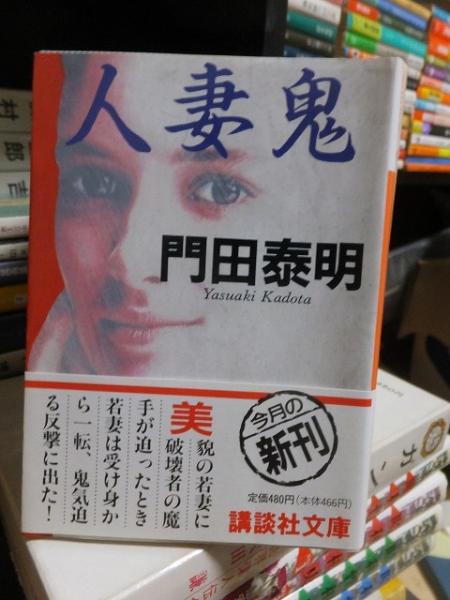 人妻鬼
門田泰明
Yasuaki Kadota
美貌の若妻に
破壊者の魔
手が迫ったとき
若妻は受け身か
ら一転、鬼気迫
る反撃に出た！
今月の
新刊
定価480円(本体466円)
講談社文庫